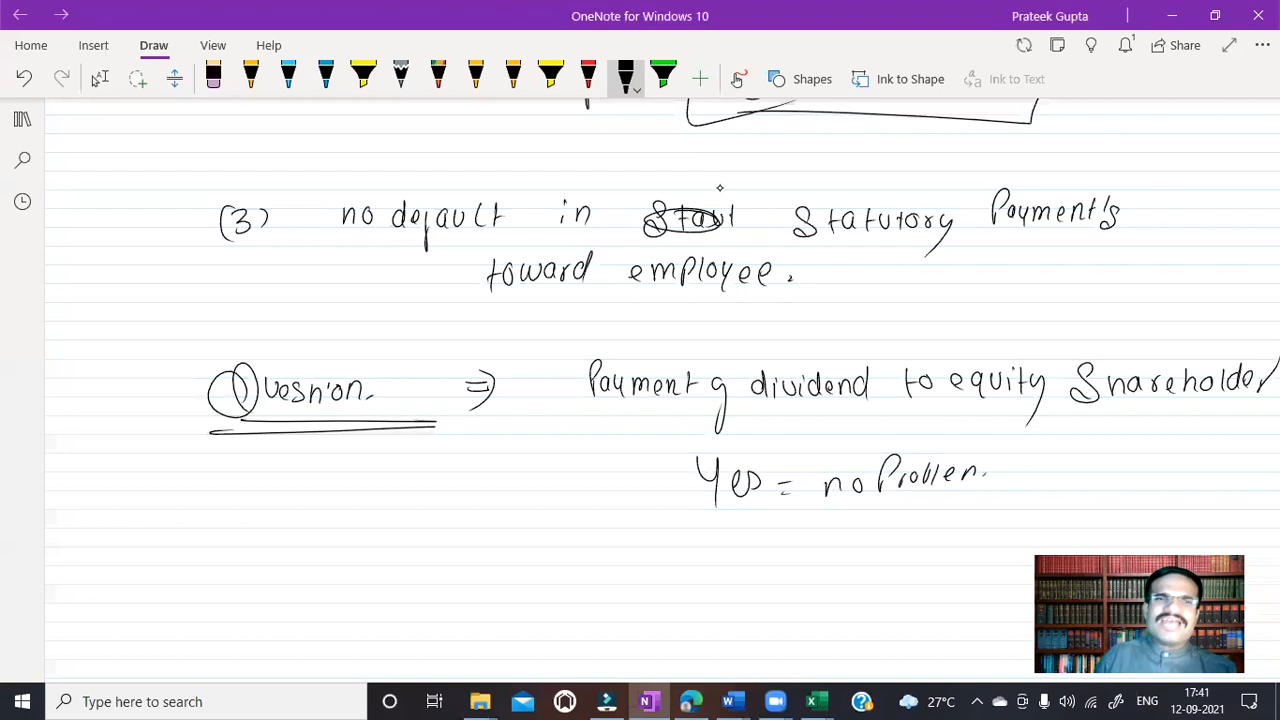 OneNote for Windows 10
Prateek Gupta
Home Insert Draw View Help
Share
Shapes Ink to Shape Ink to Text
(3) no default in Statutory Payment's
toward employee.
Question ⇒ Payment of dividend to equity Shareholder
Yes = no Problem.
Type here to search
27°C ENG 17:41
12-09-2021